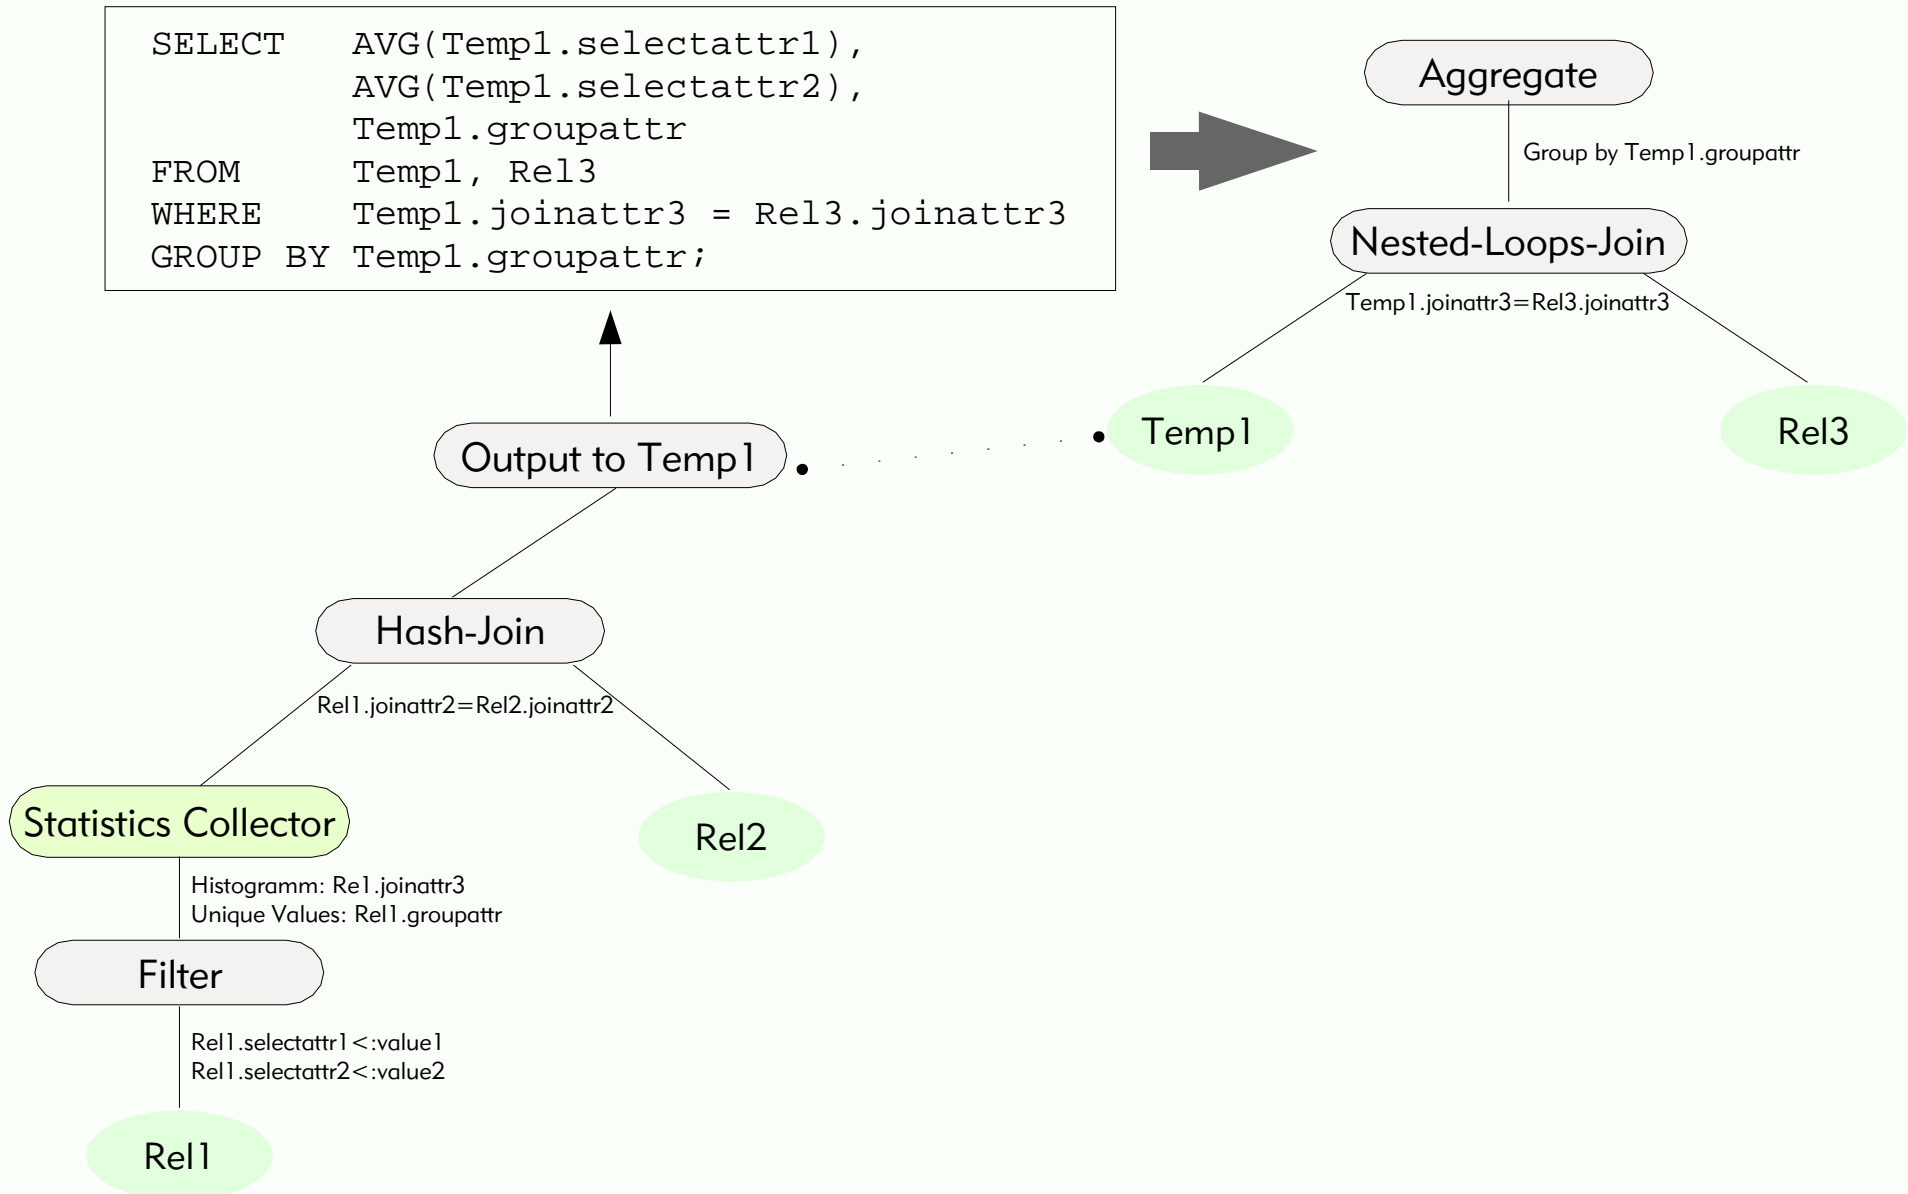 SELECT AVG(Temp1.selectattr1),
AVG(Temp1.selectattr2),
Temp1.groupattr
FROM Temp1, Rel3
WHERE Temp1.joinattr3 = Rel3.joinattr3
GROUP BY Temp1.groupattr;
Aggregate
Group by Temp1.groupattr
Nested-Loops-Join
Temp1.joinattr3=Rel3.joinattr3
Temp1
Rel3
Output to Temp1
Hash-Join
Rel1.joinattr2=Rel2.joinattr2
Statistics Collector
Rel2
Histogramm: Re1.joinattr3
Unique Values: Rel1.groupattr
Filter
Rel1.selectattr1<:value1
Rel1.selectattr2<:value2
Rel1